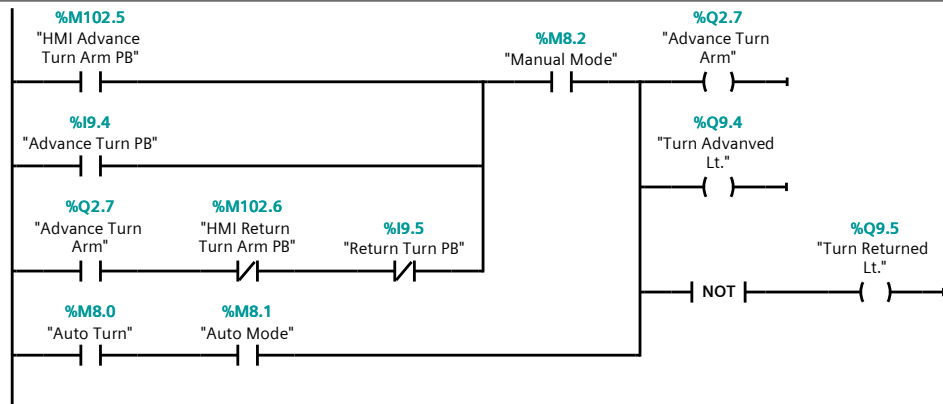 %M102.5
"HMI Advance
Turn Arm PB"
%M8.2
"Manual Mode"
%Q2.7
"Advance Turn
Arm"
%I9.4
"Advance Turn PB"
%Q9.4
"Turn Advanved
Lt."
%Q2.7
"Advance Turn
Arm"
%M102.6
"HMI Return
Turn Arm PB"
%I9.5
"Return Turn PB"
%Q9.5
"Turn Returned
Lt."
NOT
%M8.0
"Auto Turn"
%M8.1
"Auto Mode"